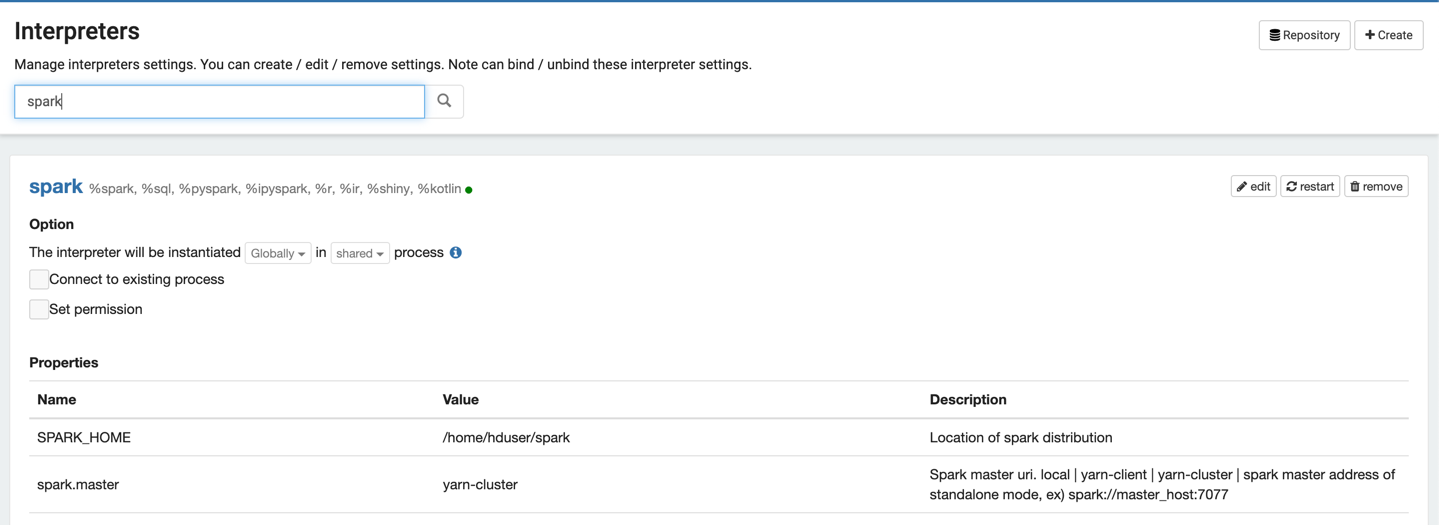 Interpreters
Repository
Create
Manage interpreters settings. You can create / edit / remove settings. Note can bind / unbind these interpreter settings.
spark
spark %spark, %sql, %pyspark, %ipyspark, %r, %ir, %shiny, %kotlin
edit
restart
remove
Option
The interpreter will be instantiated Globally in shared process
Connect to existing process
Set permission
Properties
Name Value Description
SPARK_HOME /home/hduser/spark Location of spark distribution
spark.master yarn-cluster Spark master uri. local | yarn-client | yarn-cluster | spark master address of
standalone mode, ex) spark://master_host:7077